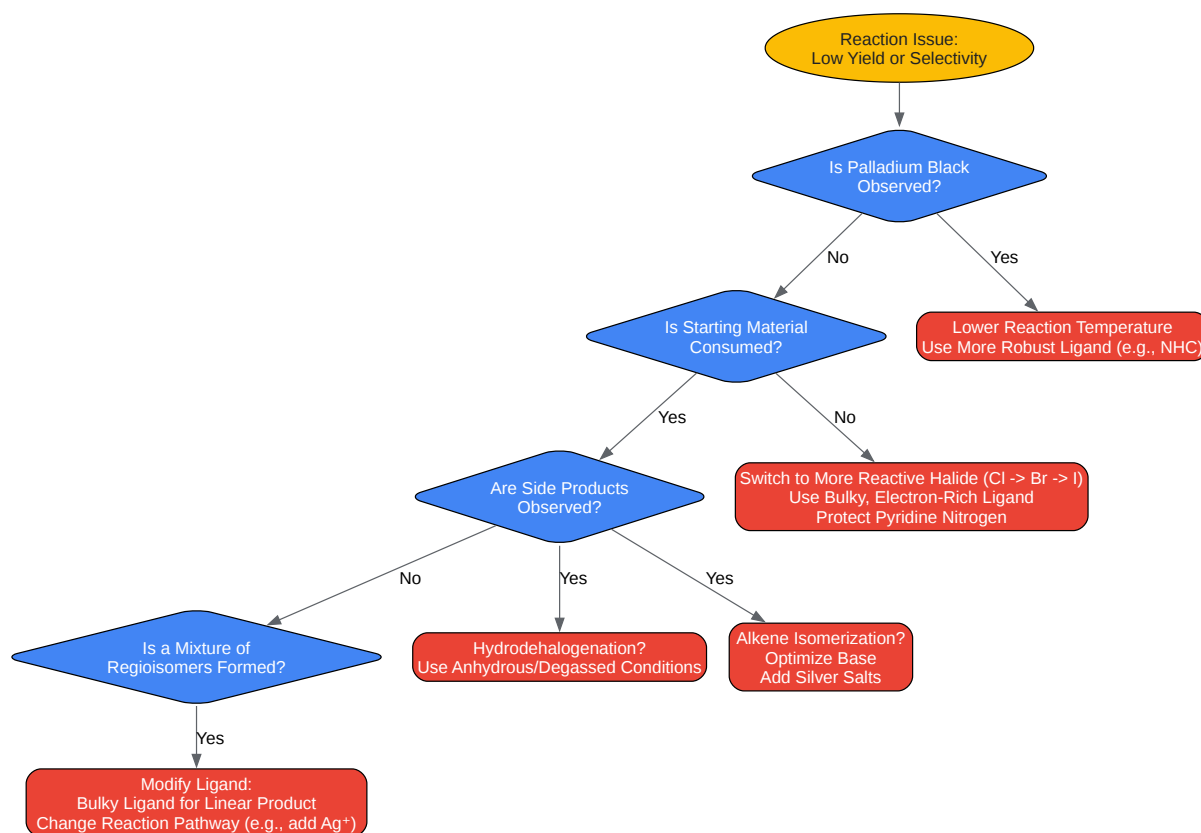 Reaction Issue:
Low Yield or Selectivity
Is Palladium Black
Observed?
No
Yes
Is Starting Material
Consumed?
Lower Reaction Temperature
Use More Robust Ligand (e.g., NHC)
Yes
No
Are Side Products
Observed?
Switch to More Reactive Halide (Cl -> Br -> I)
Use Bulky, Electron-Rich Ligand
Protect Pyridine Nitrogen
No
Yes
Yes
Is a Mixture of
Regioisomers Formed?
Hydrodehalogenation?
Use Anhydrous/Degassed Conditions
Alkene Isomerization?
Optimize Base
Add Silver Salts
Yes
Modify Ligand:
Bulky Ligand for Linear Product
Change Reaction Pathway (e.g., add Ag⁺)